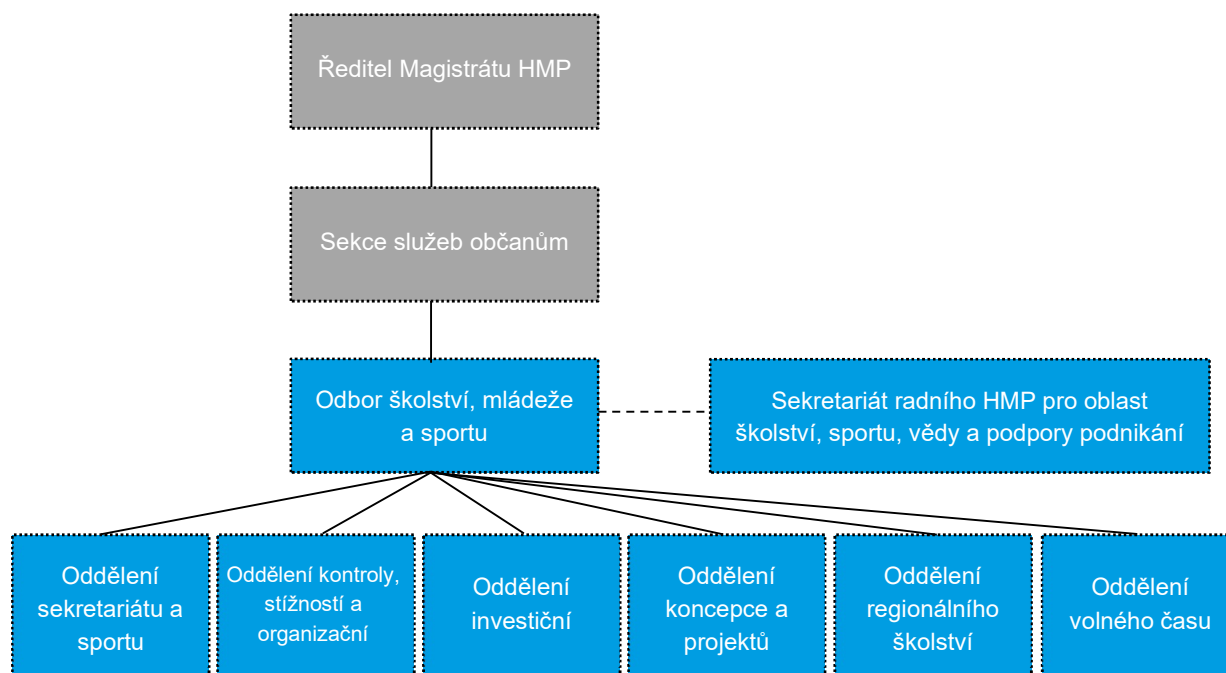 Ředitel Magistrátu HMP
Sekce služeb občanům
Odbor školství, mládeže
a sportu
Sekretariát radního HMP pro oblast
školství, sportu, vědy a podpory podnikání
Oddělení
sekretariátu a
sportu
Oddělení kontroly,
stížností a
organizační
Oddělení
investiční
Oddělení
koncepce a
projektů
Oddělení
regionálního
školství
Oddělení
volného času